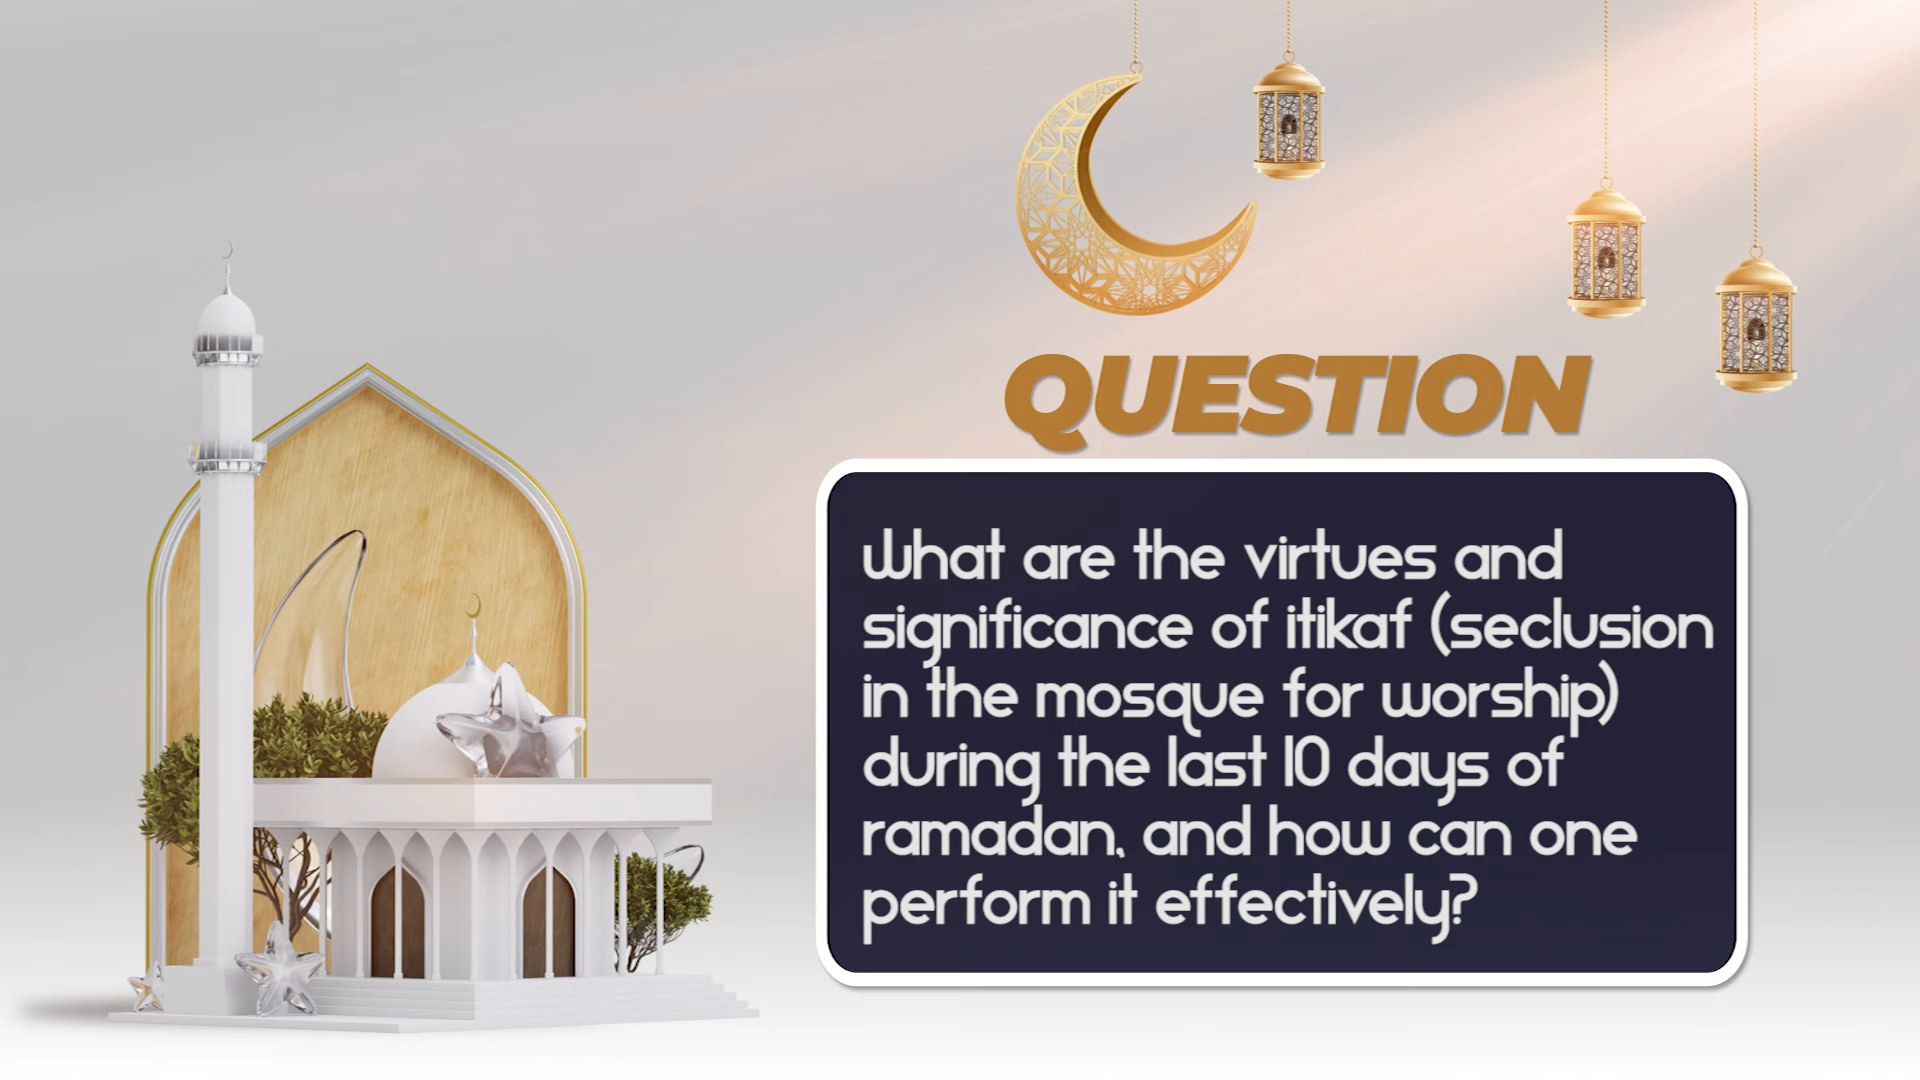 QUESTION
What are the virtues and
significance of itikaf (seclusion
in the mosque for worship)
during the last 10 days of
ramadan, and how can one
perform it effectively?